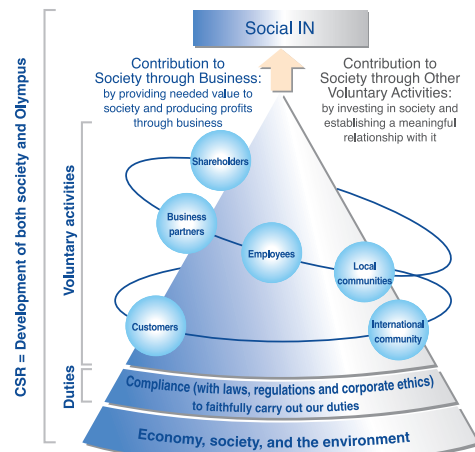 Social IN
Contribution to
Society through Business:
by providing needed value to
society and producing profits
through business
Contribution to
Society through Other
Voluntary Activities:
by investing in society and
establishing a meaningful
relationship with it
CSR = Development of both society and Olympus
Voluntary activities
Shareholders
Business
partners
Employees
Local
communities
Customers
International
community
Duties
Compliance (with laws, regulations and corporate ethics)
to faithfully carry out our duties
Economy, society, and the environment